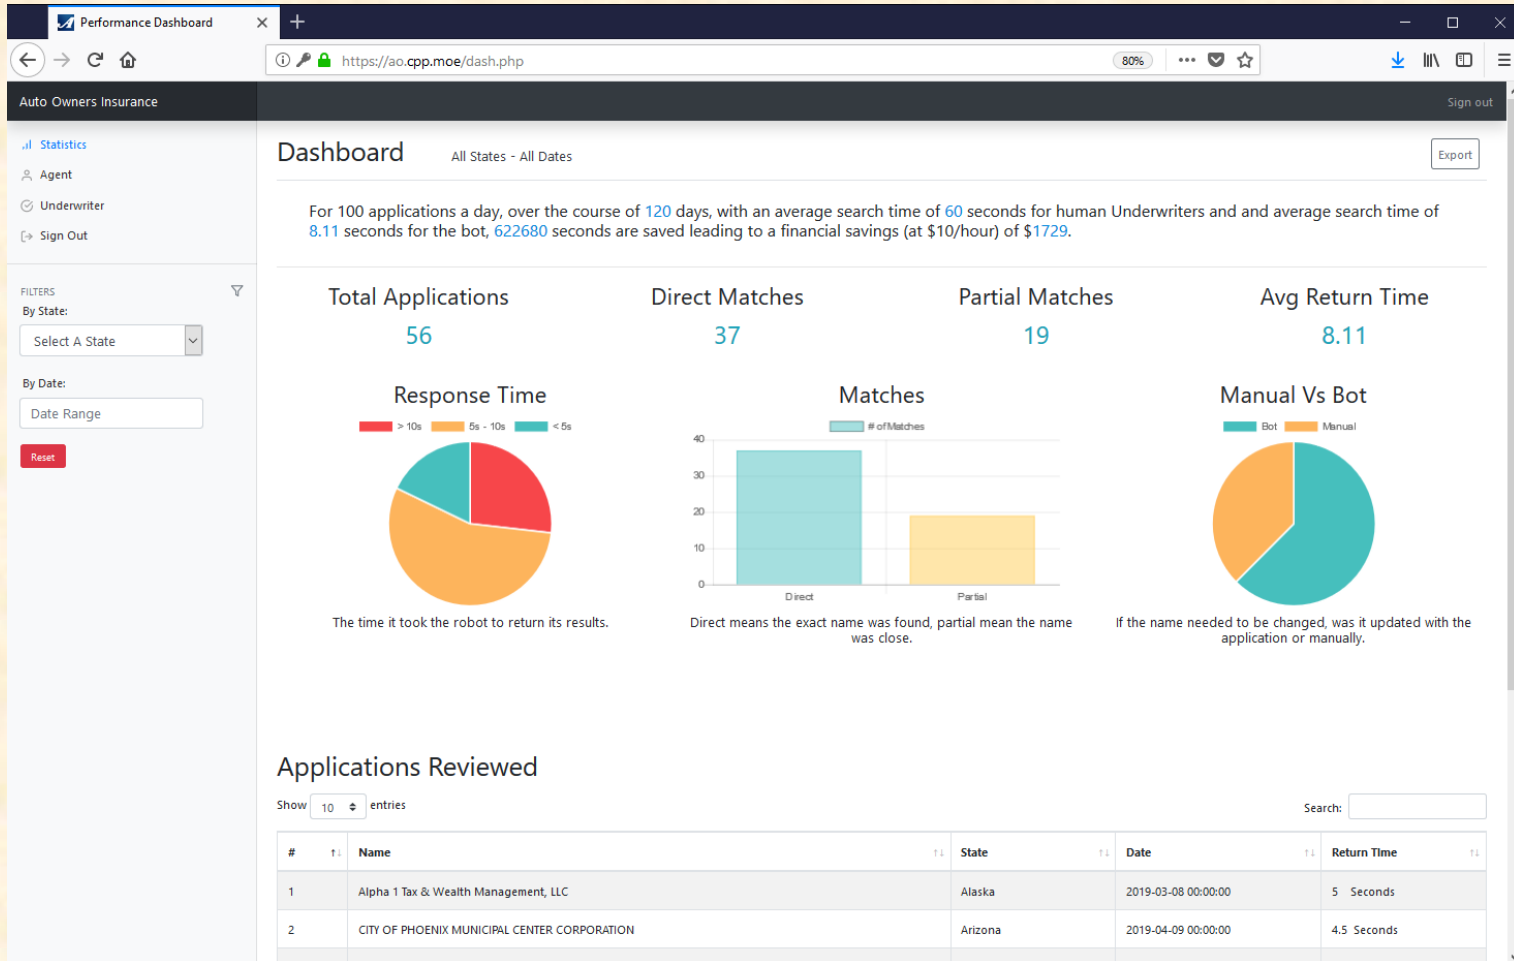 Performance Dashboard
https://ao.cpp.moe/dash.php
80%
Auto Owners Insurance
Sign out
Statistics
Agent
Underwriter
Sign Out
FILTERS
By State:
Select A State
By Date:
Date Range
Reset
Dashboard
All States - All Dates
Export
For 100 applications a day, over the course of 120 days, with an average search time of 60 seconds for human Underwriters and and average search time of
8.11 seconds for the bot, 622680 seconds are saved leading to a financial savings (at $10/hour) of $1729.
Total Applications
56
Direct Matches
37
Partial Matches
19
Avg Return Time
8.11
Response Time
> 10s 5s - 10s < 5s
The time it took the robot to return its results.
Matches
# of Matches
40
30
20
10
0
Direct Partial
Direct means the exact name was found, partial mean the name
was close.
Manual Vs Bot
Bot Manual
If the name needed to be changed, was it updated with the
application or manually.
Applications Reviewed
Show 10 entries
Search:
# Name State Date Return TIme
1 Alpha 1 Tax & Wealth Management, LLC Alaska 2019-03-08 00:00:00 5 Seconds
2 CITY OF PHOENIX MUNICIPAL CENTER CORPORATION Arizona 2019-04-09 00:00:00 4.5 Seconds